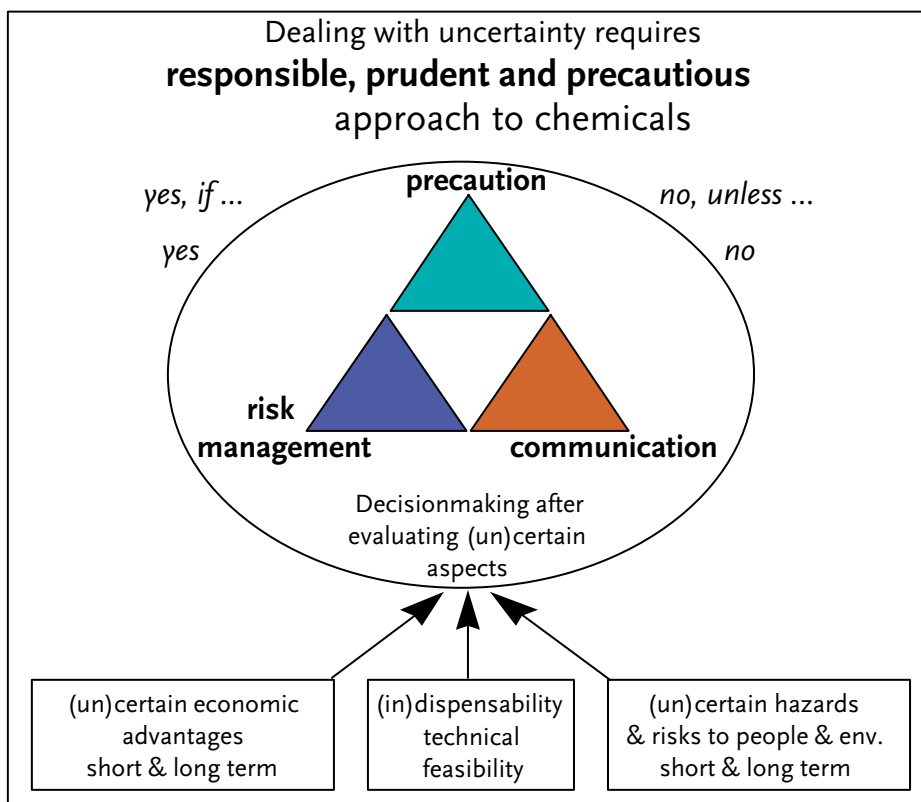 Dealing with uncertainty requires
responsible, prudent and precautious
approach to chemicals
yes, if ...
precaution
no, unless ...
yes
no
risk
management
communication
Decisionmaking after
evaluating (un)certain
aspects
(un)certain economic
advantages
short & long term
(in)dispensability
technical
feasibility
(un)certain hazards
& risks to people & env.
short & long term